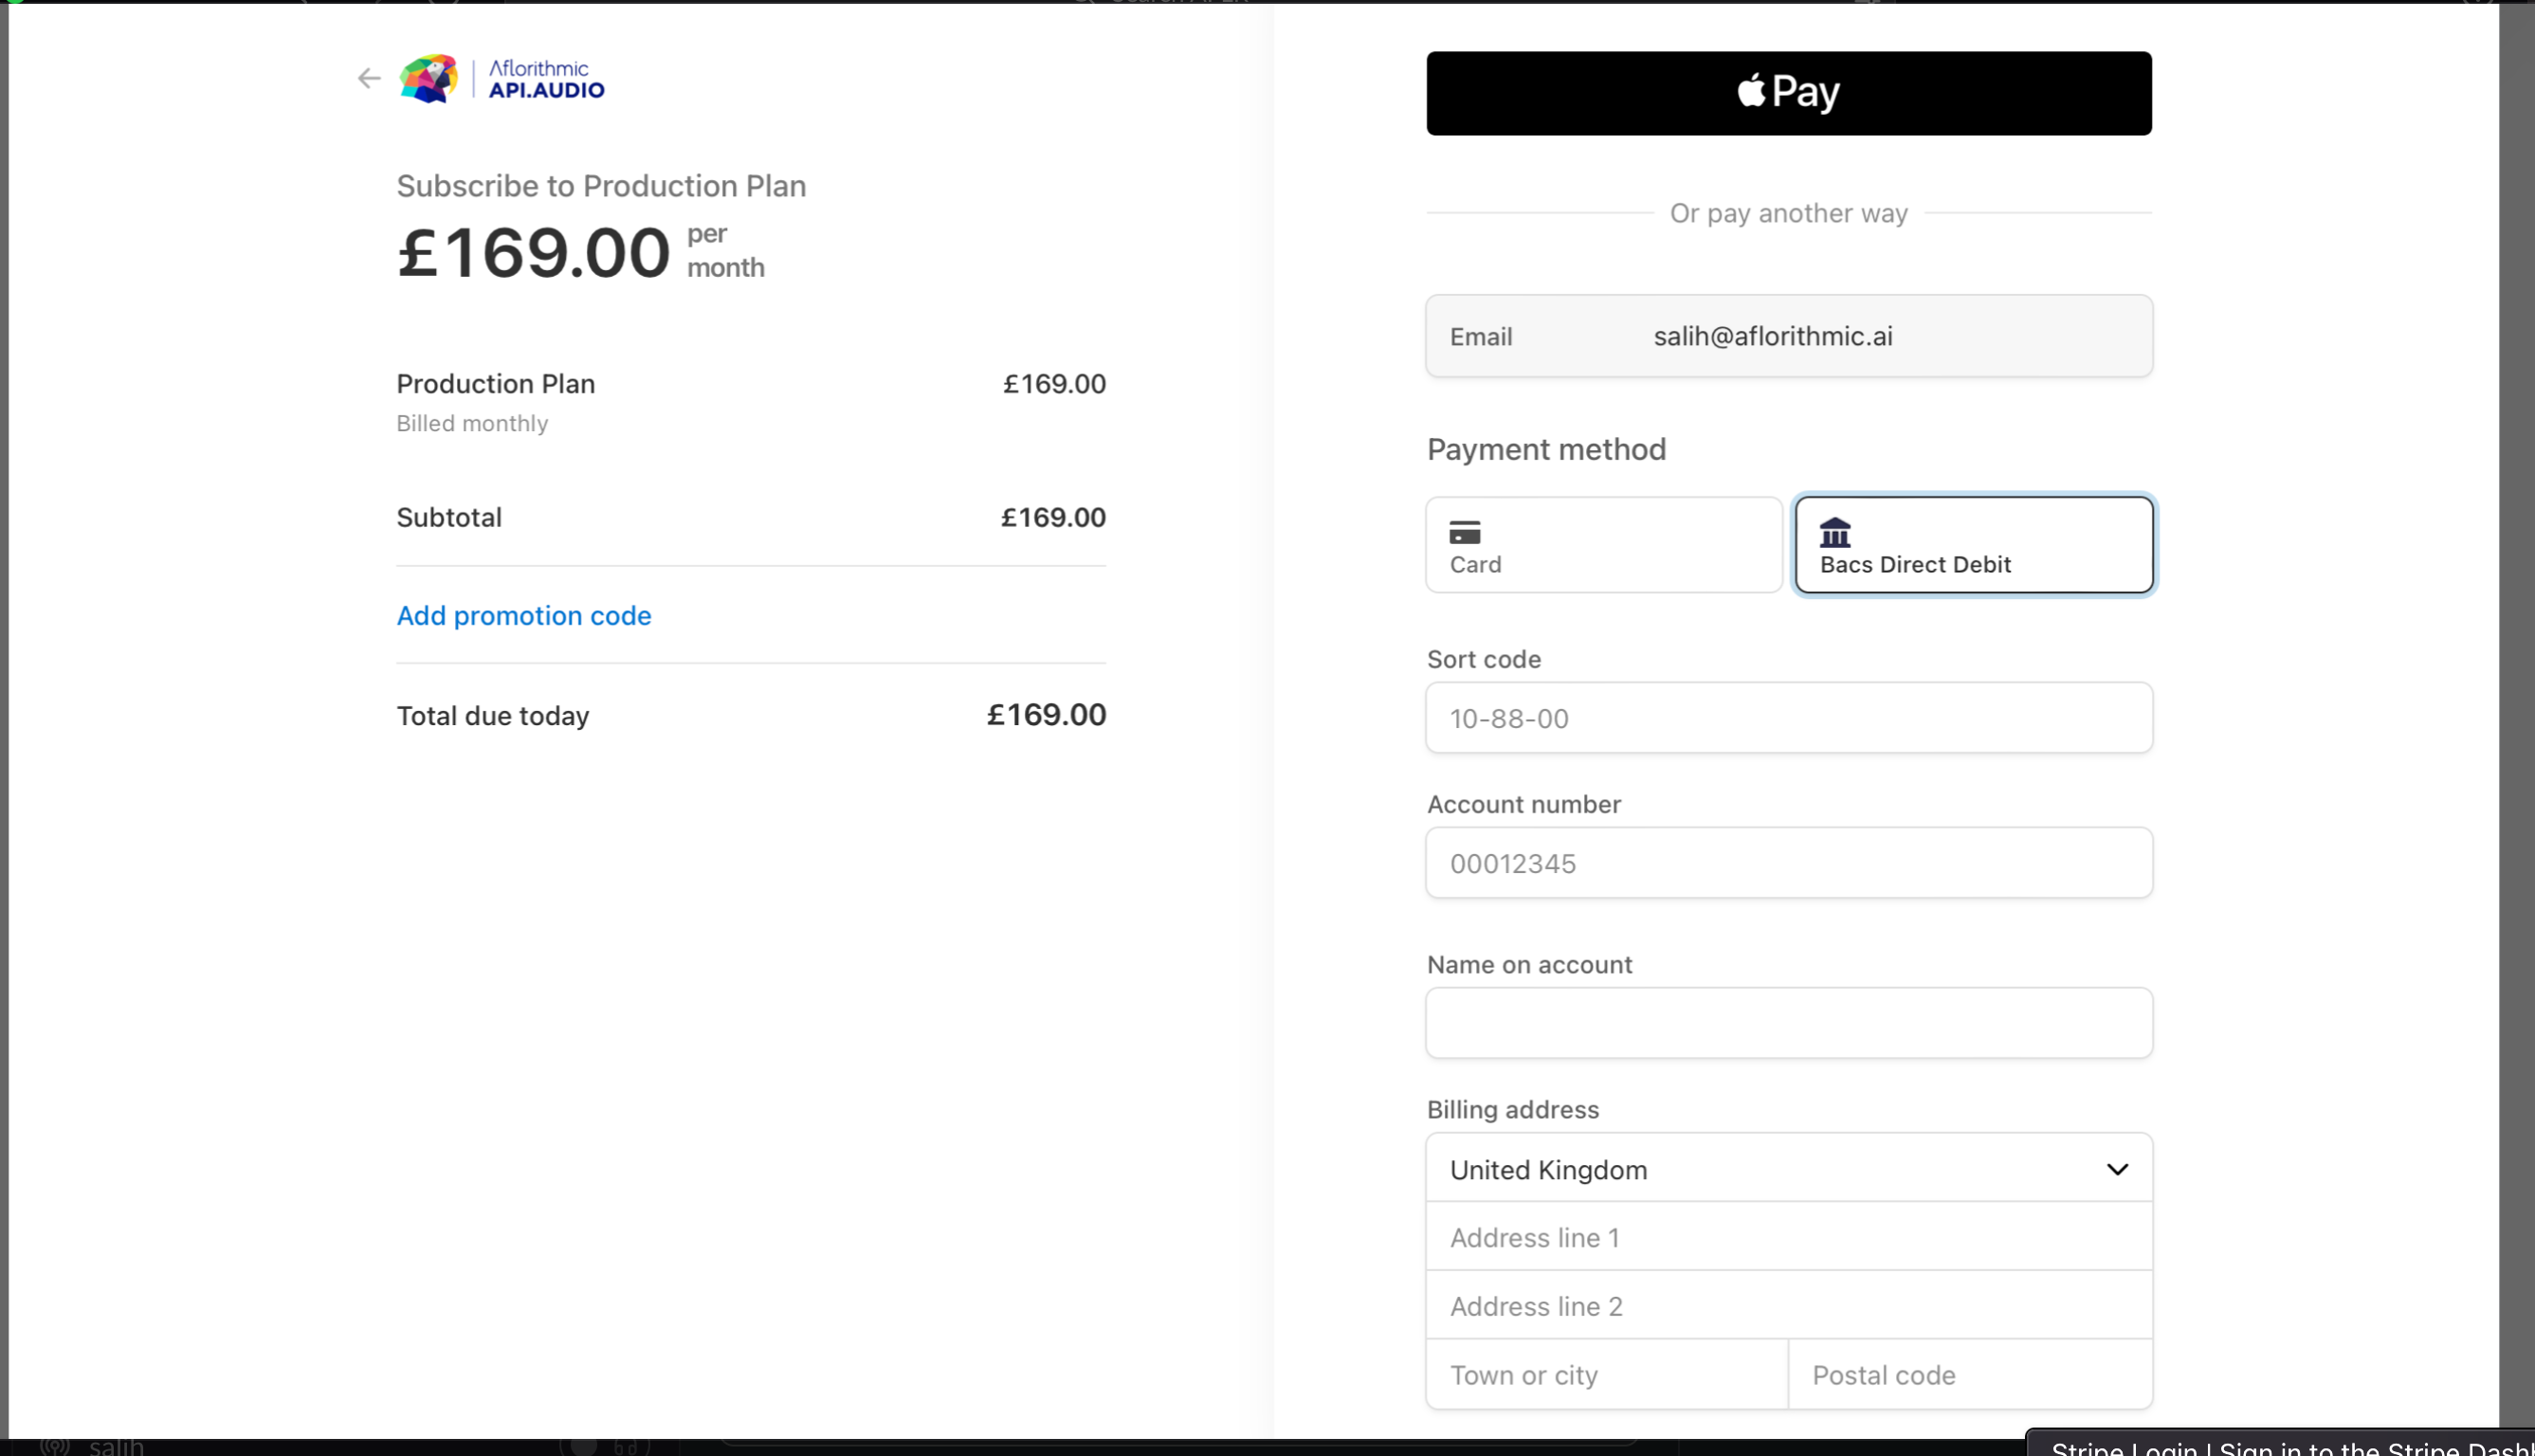 Aflorithmic
API.AUDIO
Subscribe to Production Plan
£169.00 per month
Production Plan £169.00
Billed monthly
Subtotal £169.00
Add promotion code
Total due today £169.00
Pay
Or pay another way
Email salih@aflorithmic.ai
Payment method
Card
Bacs Direct Debit
Sort code
10-88-00
Account number
00012345
Name on account
Billing address
United Kingdom
Address line 1
Address line 2
Town or city Postal code
salih
Stripe Login | Sign in to the Stripe